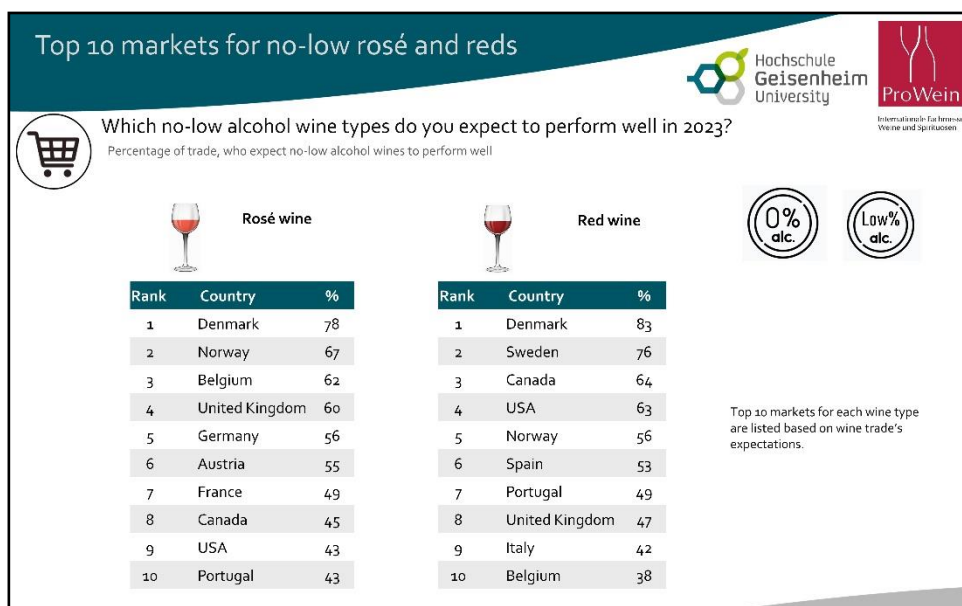 Top 10 markets for no-low rosé and reds
Hochschule
Geisenheim
University
ProWein
Internationale Fachmesse
Weine und Spirituosen
Which no-low alcohol wine types do you expect to perform well in 2023?
Percentage of trade, who expect no-low alcohol wines to perform well
Rosé wine
Rank Country %
1 Denmark 78
2 Norway 67
3 Belgium 62
4 United Kingdom 60
5 Germany 56
6 Austria 55
7 France 49
8 Canada 45
9 USA 43
10 Portugal 43
Red wine
Rank Country %
1 Denmark 83
2 Sweden 76
3 Canada 64
4 USA 63
5 Norway 56
6 Spain 53
7 Portugal 49
8 United Kingdom 47
9 Italy 42
10 Belgium 38
0%
alc.
Low%
alc.
Top 10 markets for each wine type
are listed based on wine trade's
expectations.